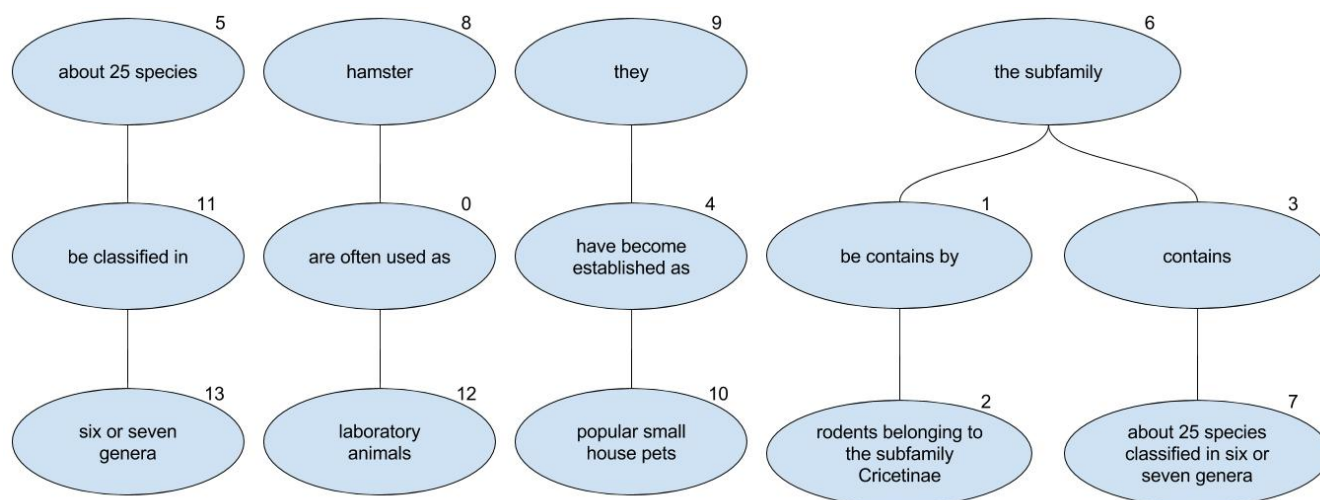 5
8
9
6
about 25 species
hamster
they
the subfamily
11
0
4
1
3
be classified in
are often used as
have become
established as
be contains by
contains
13
12
10
2
7
six or seven
genera
laboratory
animals
popular small
house pets
rodents belonging to
the subfamily
Cricetinae
about 25 species
classified in six or
seven genera